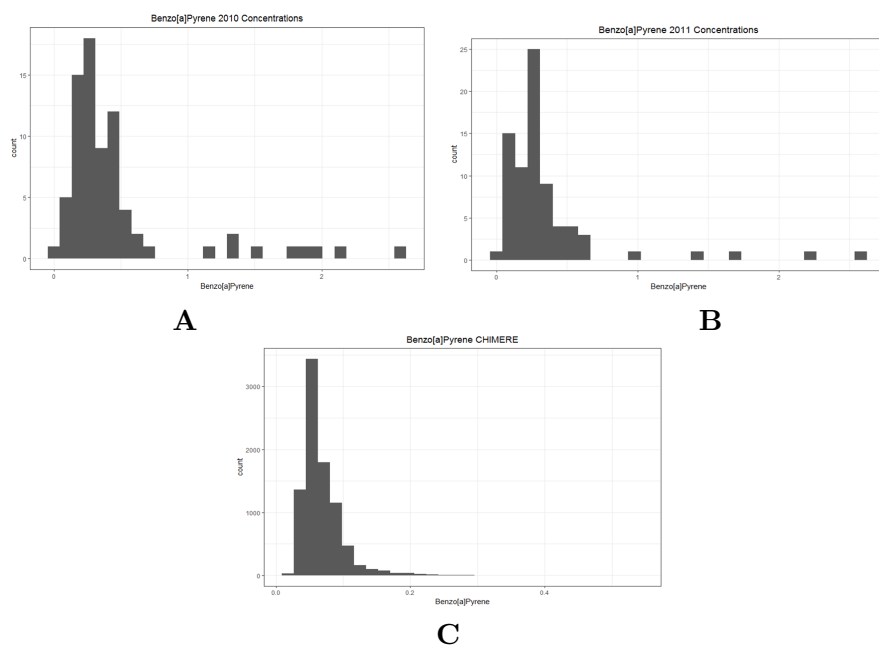 Benzo[a]Pyrene 2010 Concentrations
15
10
5
0
count
0 1 2
Benzo[a]Pyrene
A
Benzo[a]Pyrene 2011 Concentrations
25
20
15
10
5
0
count
0 1 2
Benzo[a]Pyrene
B
Benzo[a]Pyrene CHIMERE
3000
2000
1000
0
count
0.0 0.2 0.4
Benzo[a]Pyrene
C